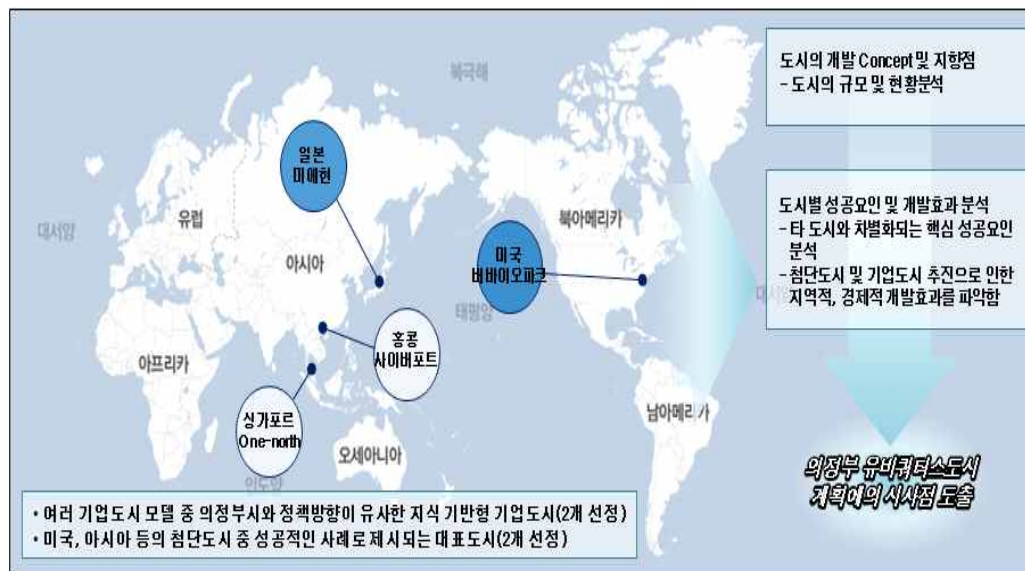 북극해
도시의 개발 Concept 및 지향점
- 도시의 규모 및 현황분석
일본
미에현
유럽
대서양
아시아
북아메리카
미국
버바이오파크
태평양
도시별 성공요인 및 개발효과 분석
- 타 도시와 차별화되는 핵심 성공요인
분석
- 첨단도시 및 기업도시 추진으로 인한
지역적, 경제적 개발효과를 파악함
대서양
홍콩
사이버포트
아프리카
싱가포르
One-north
오세아니아
남아메리카
인도양
의정부 유비쿼터스도시
계획에의 시사점 도출
• 여러 기업도시 모델 중 의정부시와 정책방향이 유사한 지식 기반형 기업도시(2개 선정)
• 미국, 아시아 등의 첨단도시 중 성공적인 사례로 제시되는 대표도시(2개 선정)